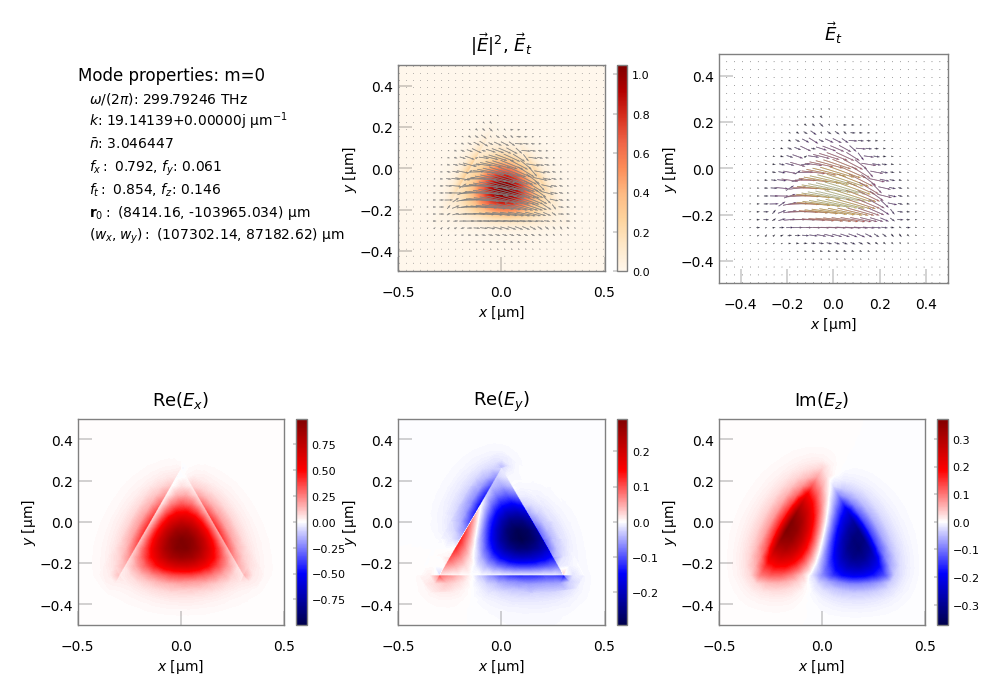 Mode properties: m=0
ω/(2π): 299.79246 THz
k: 19.14139+0.00000j μm⁻¹
n̄: 3.046447
fₓ: 0.792, f_y: 0.061
fₜ: 0.854, f_z: 0.146
r₀: (8414.16, -103965.034) μm
(wₓ, w_y): (107302.14, 87182.62) μm
|E⃗|², E⃗ₜ
0.4
0.2
0.0
−0.2
−0.4
y [μm]
−0.5
0.0
0.5
x [μm]
1.0
0.8
0.6
0.4
0.2
0.0
E⃗ₜ
0.4
0.2
0.0
−0.2
−0.4
y [μm]
−0.4
−0.2
0.0
0.2
0.4
x [μm]
Re(Eₓ)
0.4
0.2
0.0
−0.2
−0.4
y [μm]
−0.5
0.0
0.5
x [μm]
0.75
0.50
0.25
0.00
−0.25
−0.50
−0.75
Re(E_y)
0.4
0.2
0.0
−0.2
−0.4
y [μm]
−0.5
0.0
0.5
x [μm]
0.2
0.1
0.0
−0.1
−0.2
Im(E_z)
0.4
0.2
0.0
−0.2
−0.4
y [μm]
−0.5
0.0
0.5
x [μm]
0.3
0.2
0.1
0.0
−0.1
−0.2
−0.3